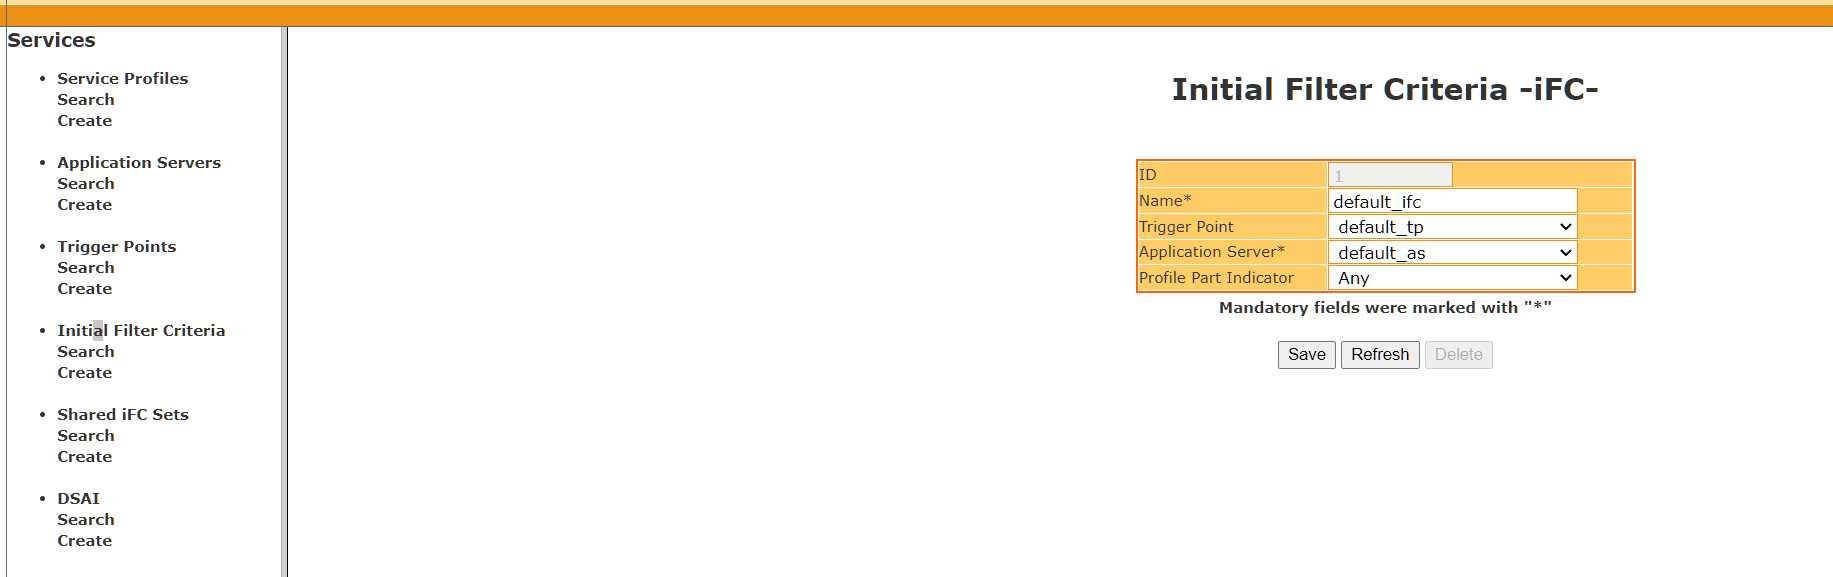 Services
Service Profiles
Search
Create
Application Servers
Search
Create
Trigger Points
Search
Create
Initial Filter Criteria
Search
Create
Shared iFC Sets
Search
Create
DSAI
Search
Create
Initial Filter Criteria -iFC-
ID 1
Name* default_ifc
Trigger Point default_tp
Application Server* default_as
Profile Part Indicator Any
Mandatory fields were marked with "*"
Save Refresh Delete